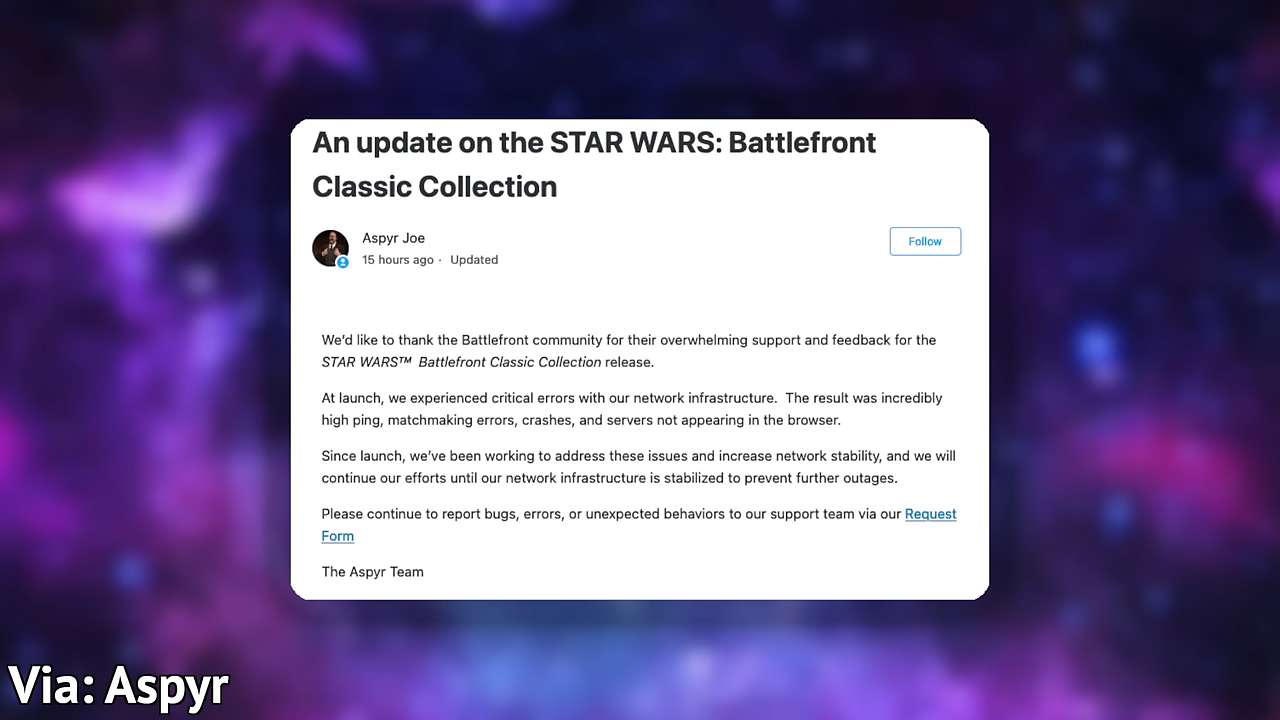 An update on the STAR WARS: Battlefront
Classic Collection
Aspyr Joe
15 hours ago · Updated
Follow
We'd like to thank the Battlefront community for their overwhelming support and feedback for the
STAR WARS™ Battlefront Classic Collection release.
At launch, we experienced critical errors with our network infrastructure.  The result was incredibly
high ping, matchmaking errors, crashes, and servers not appearing in the browser.
Since launch, we've been working to address these issues and increase network stability, and we will
continue our efforts until our network infrastructure is stabilized to prevent further outages.
Please continue to report bugs, errors, or unexpected behaviors to our support team via our Request
Form
The Aspyr Team
Via: Aspyr